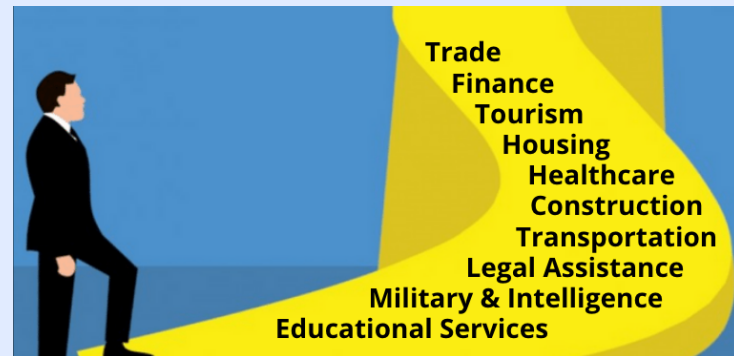 Trade
Finance
Tourism
Housing
Healthcare
Construction
Transportation
Legal Assistance
Military & Intelligence
Educational Services